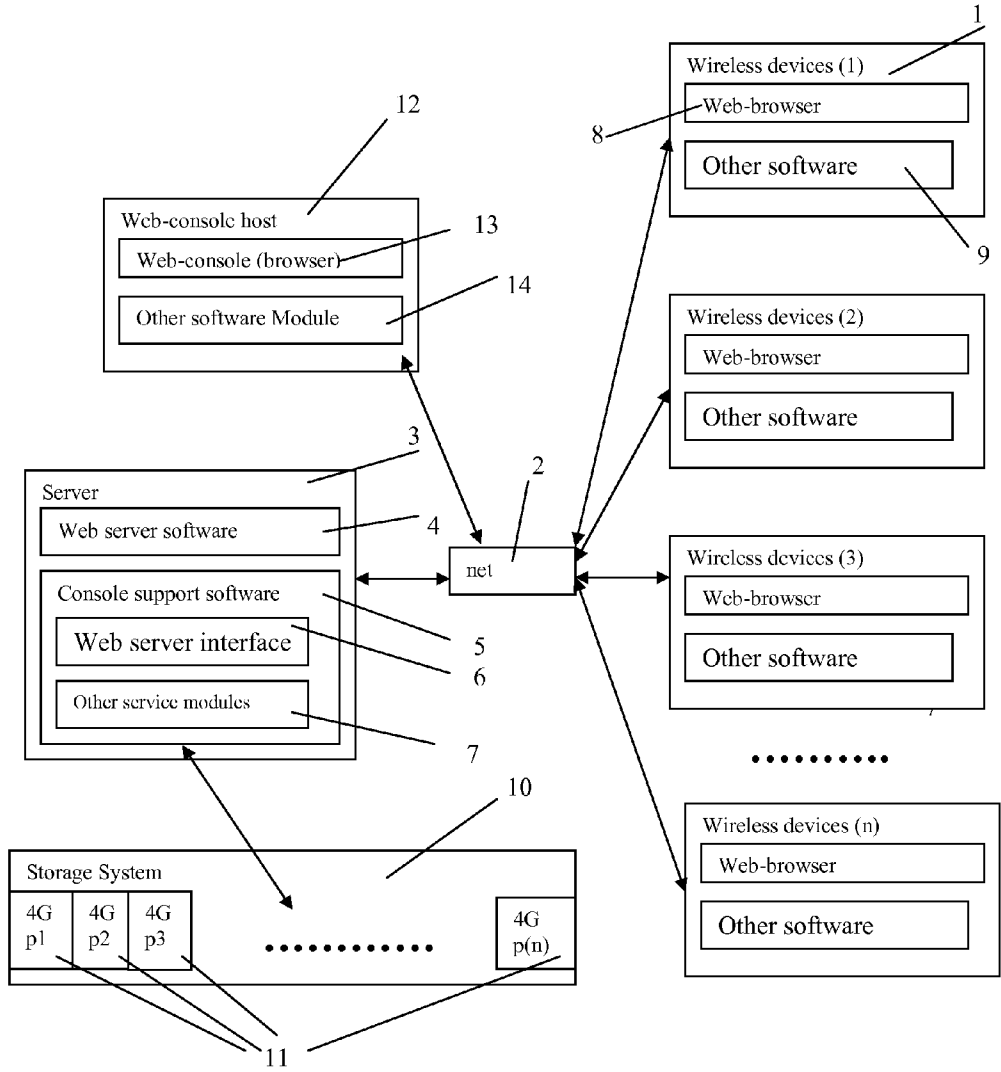 1
Wireless devices (1)
Web-browser
8
Other software
9
12
Web-console host
Web-console (browser)
13
Other software Module
14
Wireless devices (2)
Web-browser
Other software
3
Server
Web server software
4
Console support software
5
Web server interface
6
Other service modules
7
2
net
Wireless devices (3)
Web-browser
Other software
..........
Wireless devices (n)
Web-browser
Other software
10
Storage System
4G
p1
4G
p2
4G
p3
.............
4G
p(n)
11